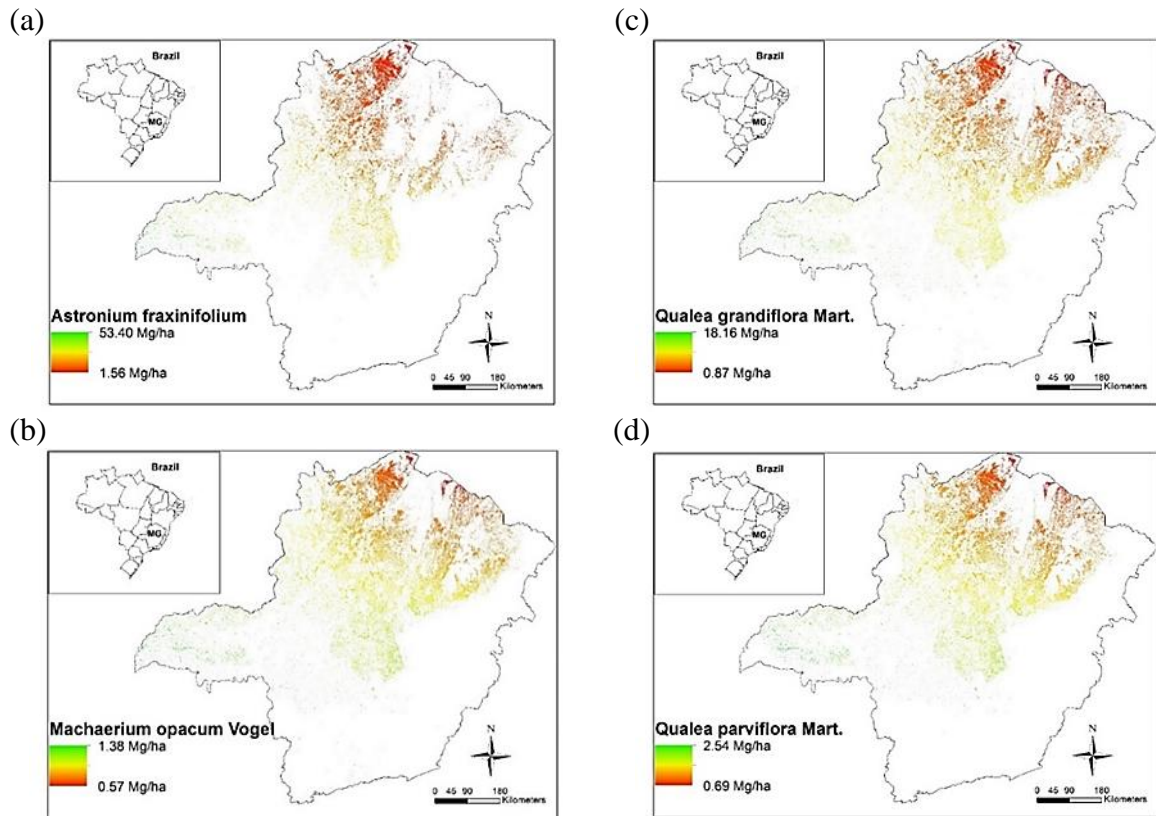 (a)
Brazil
MG
Astronium fraxinifolium
53.40 Mg/ha
1.56 Mg/ha
N
0 45 90 180
Kilometers
(c)
Brazil
MG
Qualea grandiflora Mart.
18.16 Mg/ha
0.87 Mg/ha
N
0 45 90 180
Kilometers
(b)
Brazil
MG
Machaerium opacum Vogel
1.38 Mg/ha
0.57 Mg/ha
N
0 45 90 180
Kilometers
(d)
Brazil
MG
Qualea parviflora Mart.
2.54 Mg/ha
0.69 Mg/ha
N
0 45 90 180
Kilometers